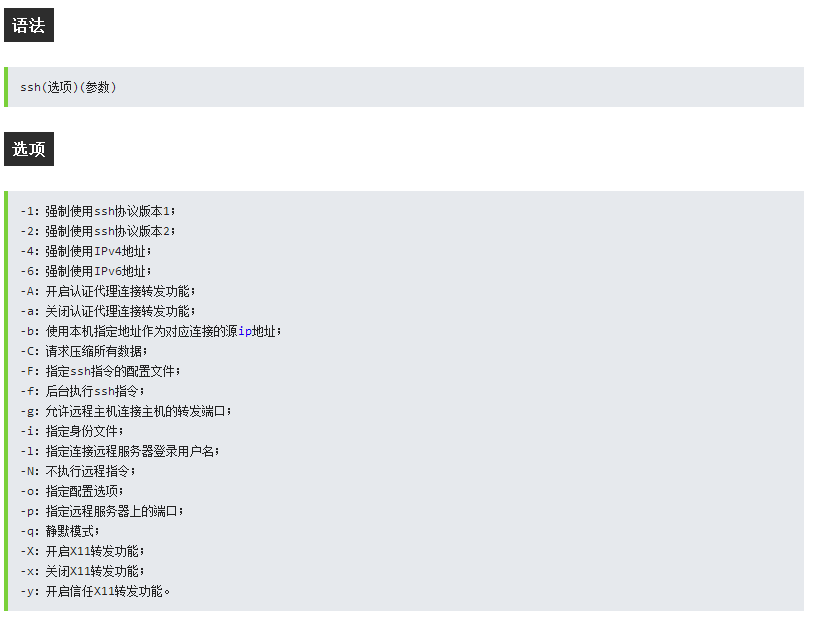 语法
ssh(选项)(参数)
选项
-1：强制使用ssh协议版本1；
-2：强制使用ssh协议版本2；
-4：强制使用IPv4地址；
-6：强制使用IPv6地址；
-A：开启认证代理连接转发功能；
-a：关闭认证代理连接转发功能；
-b：使用本机指定地址作为对应连接的源ip地址；
-C：请求压缩所有数据；
-F：指定ssh指令的配置文件；
-f：后台执行ssh指令；
-g：允许远程主机连接主机的转发端口；
-i：指定身份文件；
-l：指定连接远程服务器登录用户名；
-N：不执行远程指令；
-o：指定配置选项；
-p：指定远程服务器上的端口；
-q：静默模式；
-X：开启X11转发功能；
-x：关闭X11转发功能；
-y：开启信任X11转发功能。